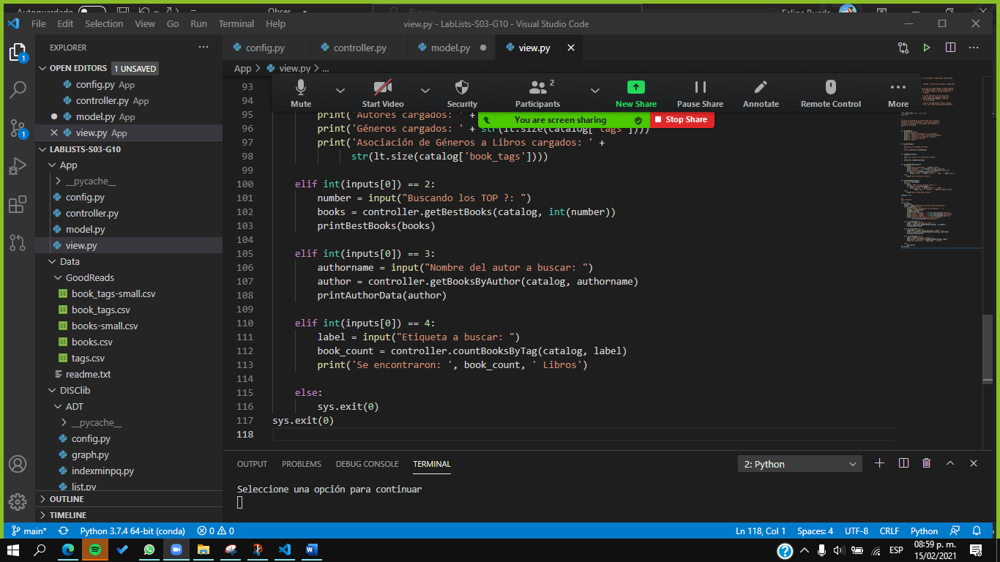 Autoguardado
Buscar
File Edit Selection View Go Run Terminal Help
view.py - LabLists-S03-G10 - Visual Studio Code
EXPLORER
OPEN EDITORS 1 UNSAVED
config.py App
controller.py App
model.py App
view.py App
LABLISTS-S03-G10
App
__pycache__
config.py
controller.py
model.py
view.py
Data
GoodReads
book_tags-small.csv
book_tags.csv
books-small.csv
books.csv
tags.csv
readme.txt
DISClib
ADT
__pycache__
config.py
graph.py
indexminpq.py
list.py
OUTLINE
TIMELINE
config.py controller.py model.py view.py
App > view.py > ...
Mute Start Video Security Participants 2 New Share Pause Share Annotate Remote Control More
You are screen sharing Stop Share
93
94
95 print('Autores cargados: ' +
96 print('Géneros cargados: ' + str(lt.size(catalog['tags'])))
97 print('Asociación de Géneros a Libros cargados: ' +
98 str(lt.size(catalog['book_tags'])))
99
100 elif int(inputs[0]) == 2:
101 number = input("Buscando los TOP ?: ")
102 books = controller.getBestBooks(catalog, int(number))
103 printBestBooks(books)
104
105 elif int(inputs[0]) == 3:
106 authorname = input("Nombre del autor a buscar: ")
107 author = controller.getBooksByAuthor(catalog, authorname)
108 printAuthorData(author)
109
110 elif int(inputs[0]) == 4:
111 label = input("Etiqueta a buscar: ")
112 book_count = controller.countBooksByTag(catalog, label)
113 print('Se encontraron: ', book_count, ' Libros')
114
115 else:
116 sys.exit(0)
117 sys.exit(0)
118
OUTPUT PROBLEMS DEBUG CONSOLE TERMINAL
2: Python
Seleccione una opción para continuar
main* Python 3.7.4 64-bit (conda) 0 0
Ln 118, Col 1 Spaces: 4 UTF-8 CRLF Python
ESP
08:59 p. m.
15/02/2021